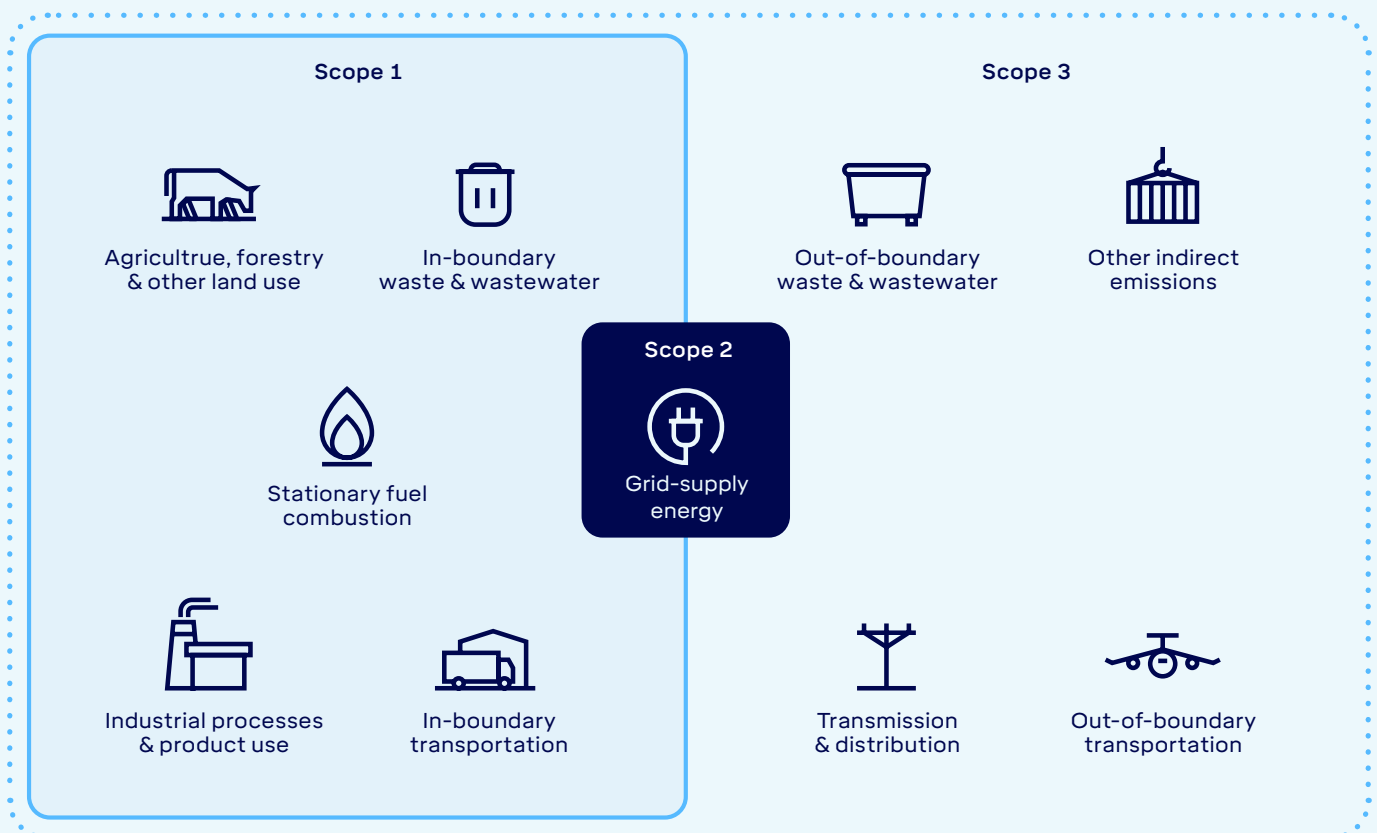 Scope 1
Scope 3
Agricultrue, forestry
& other land use
In-boundary
waste & wastewater
Out-of-boundary
waste & wastewater
Other indirect
emissions
Scope 2
Grid-supply
energy
Stationary fuel
combustion
Industrial processes
& product use
In-boundary
transportation
Transmission
& distribution
Out-of-boundary
transportation